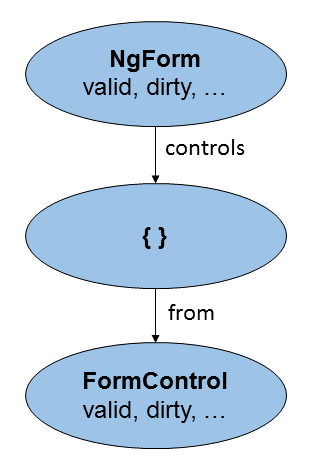 NgForm
valid, dirty, …
controls
{ }
from
FormControl
valid, dirty, …